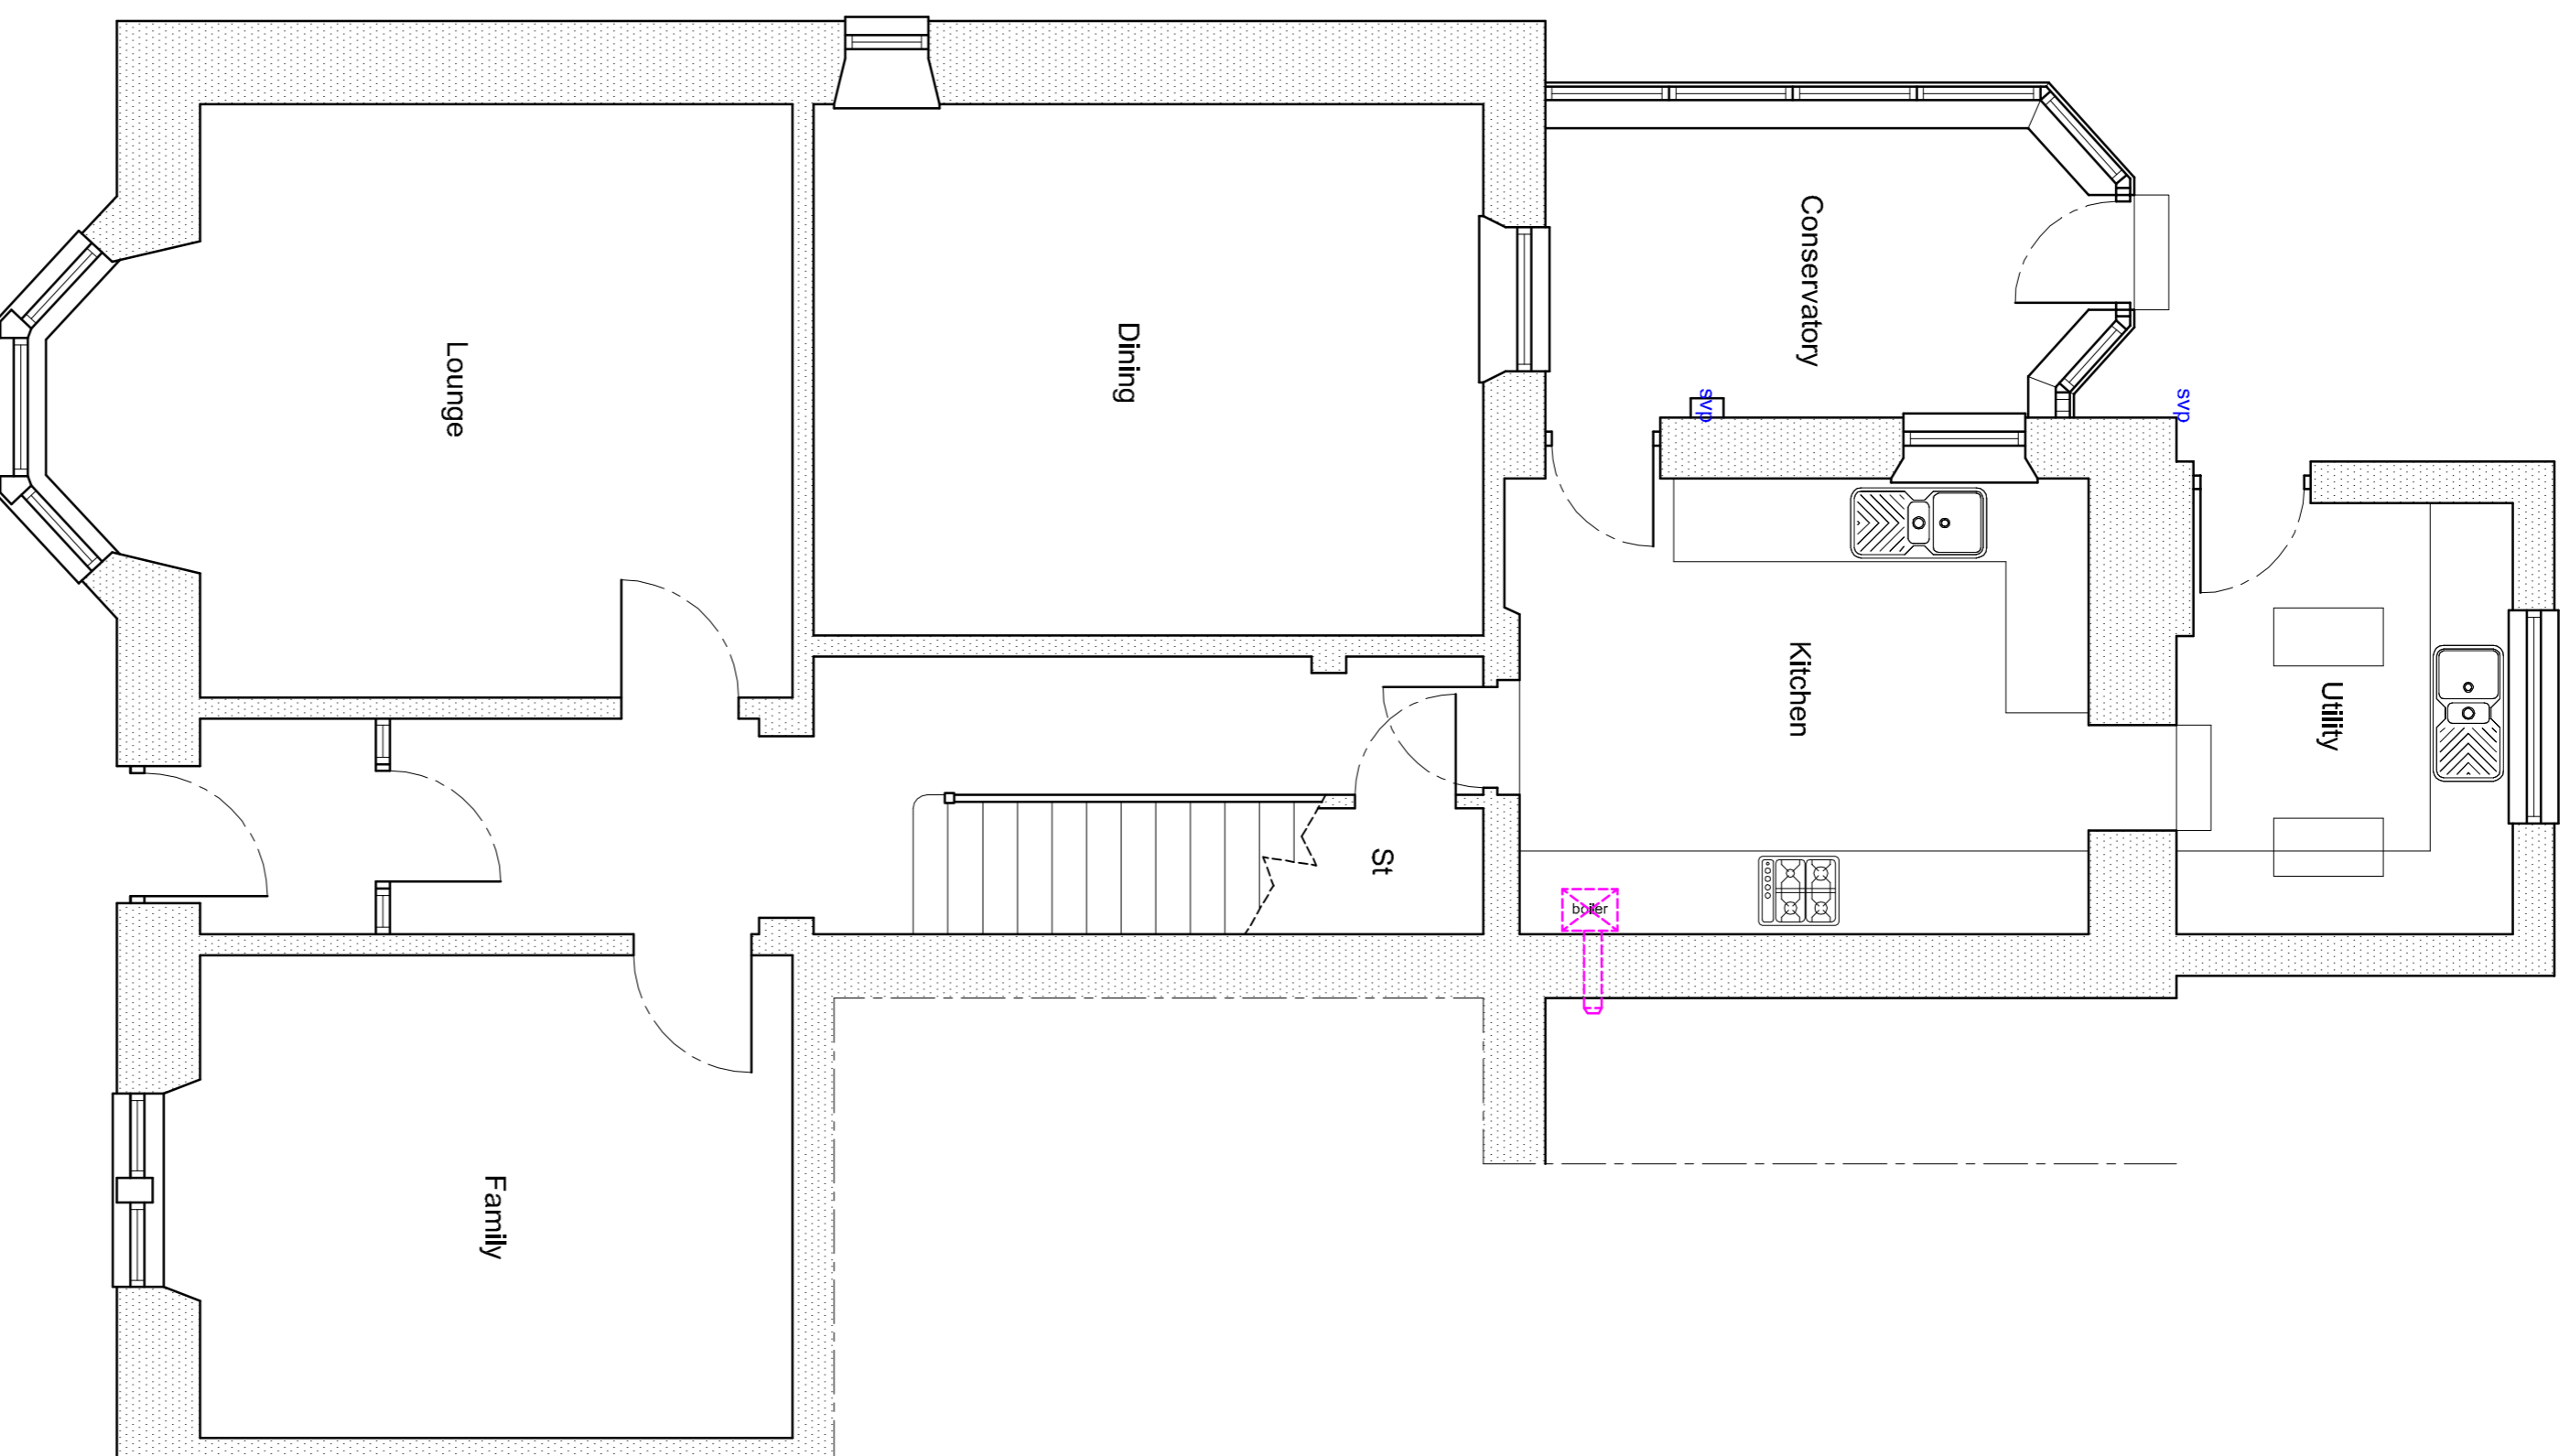 Lounge
Dining
Conservatory
svp
svp
Kitchen
Utility
St
boiler
Family